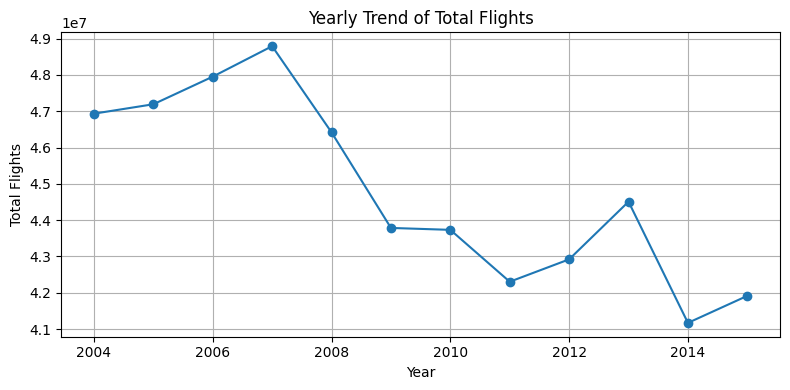 Yearly Trend of Total Flights
1e7
4.9
4.8
4.7
4.6
4.5
4.4
4.3
4.2
4.1
Total Flights
2004 2006 2008 2010 2012 2014
Year